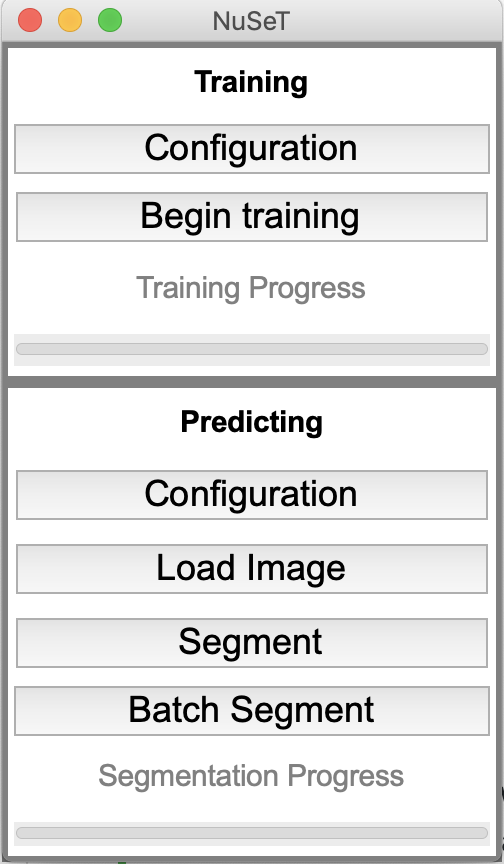 NuSeT
Training
Configuration
Begin training
Training Progress
Predicting
Configuration
Load Image
Segment
Batch Segment
Segmentation Progress